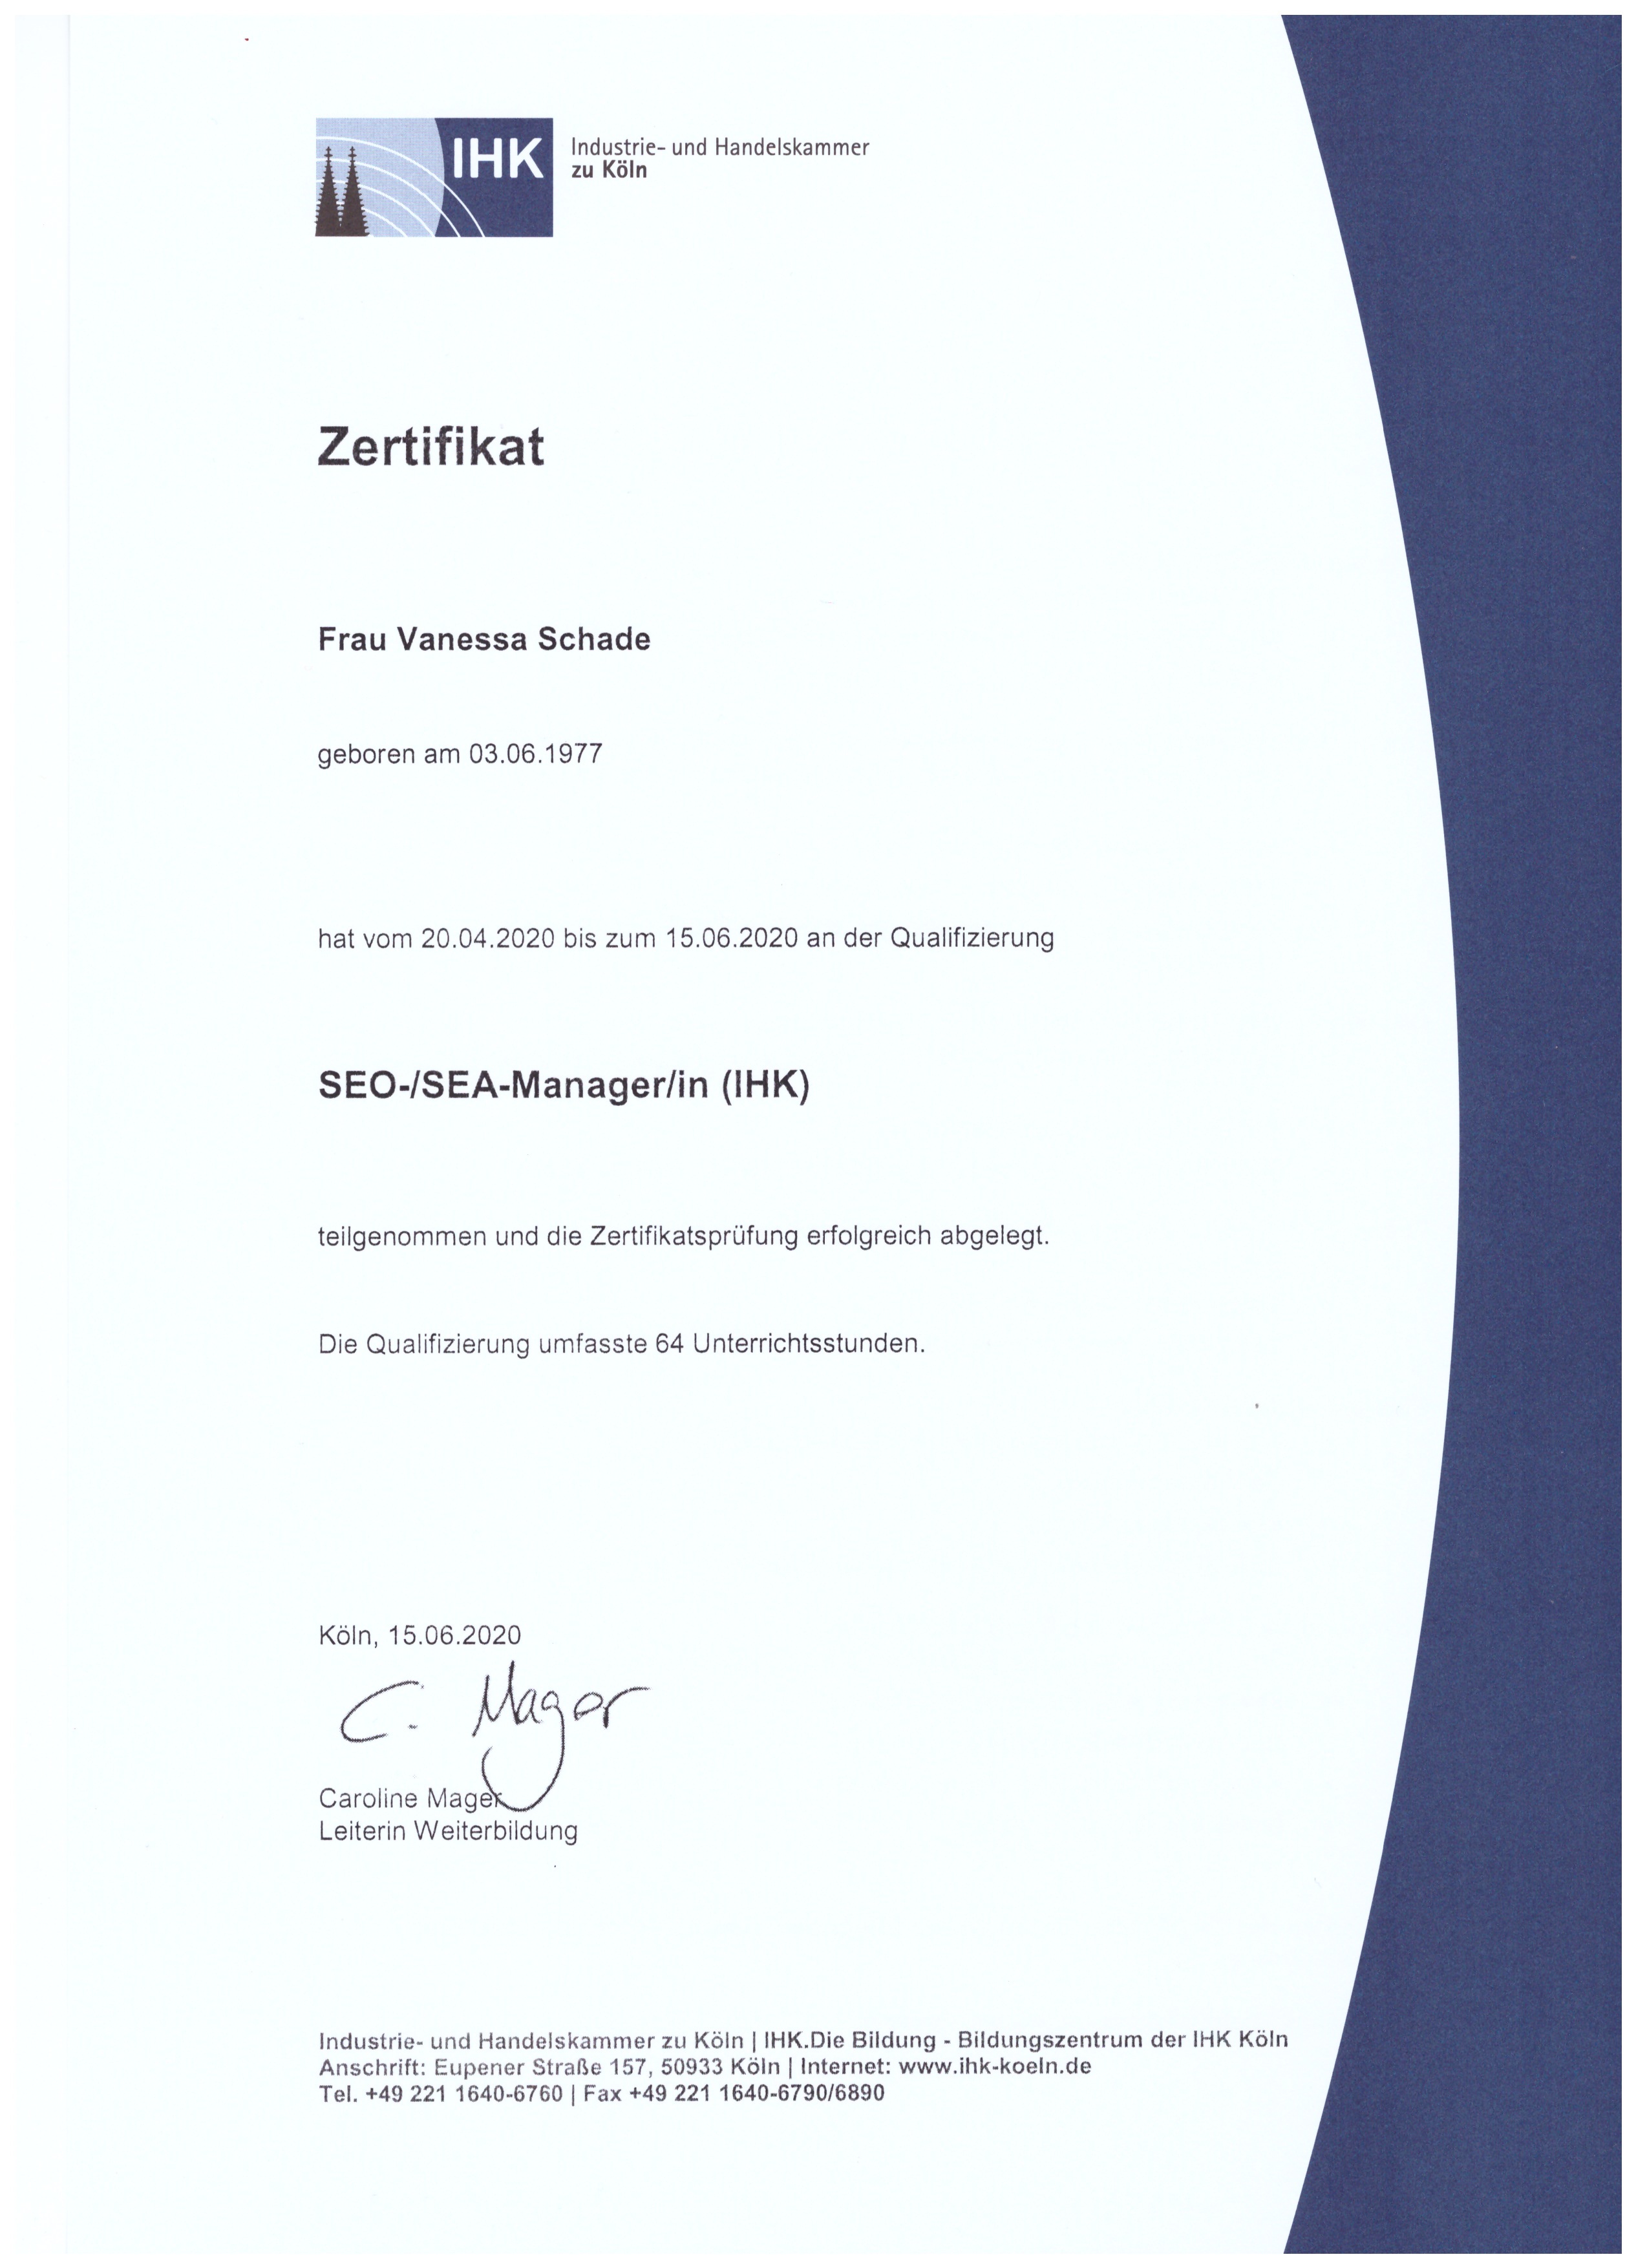 IHK
Industrie- und Handelskammer
zu Köln
Zertifikat
Frau Vanessa Schade
geboren am 03.06.1977
hat vom 20.04.2020 bis zum 15.06.2020 an der Qualifizierung
SEO-/SEA-Manager/in (IHK)
teilgenommen und die Zertifikatsprüfung erfolgreich abgelegt.
Die Qualifizierung umfasste 64 Unterrichtsstunden.
Köln, 15.06.2020
C. Mager
Caroline Mager
Leiterin Weiterbildung
Industrie- und Handelskammer zu Köln | IHK.Die Bildung - Bildungszentrum der IHK Köln
Anschrift: Eupener Straße 157, 50933 Köln | Internet: www.ihk-koeln.de
Tel. +49 221 1640-6760 | Fax +49 221 1640-6790/6890